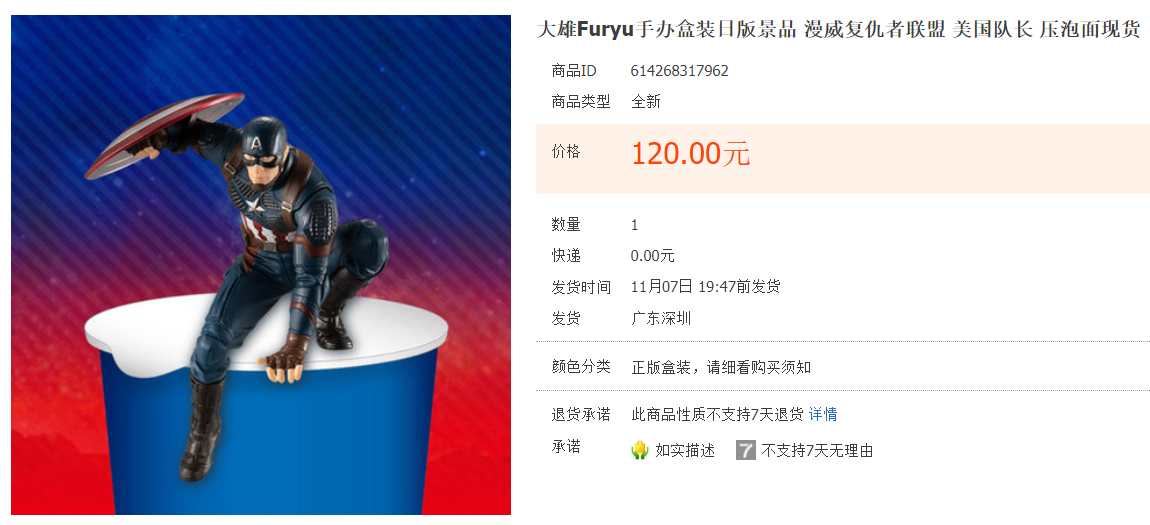 大雄Furyu手办盒装日版景品 漫威复仇者联盟 美国队长 压泡面现货
商品ID 614268317962
商品类型 全新
价格 120.00元
数量 1
快递 0.00元
发货时间 11月07日 19:47前发货
发货 广东深圳
颜色分类 正版盒装，请细看购买须知
退货承诺 此商品性质不支持7天退货 详情
承诺 如实描述 7 不支持7天无理由
A